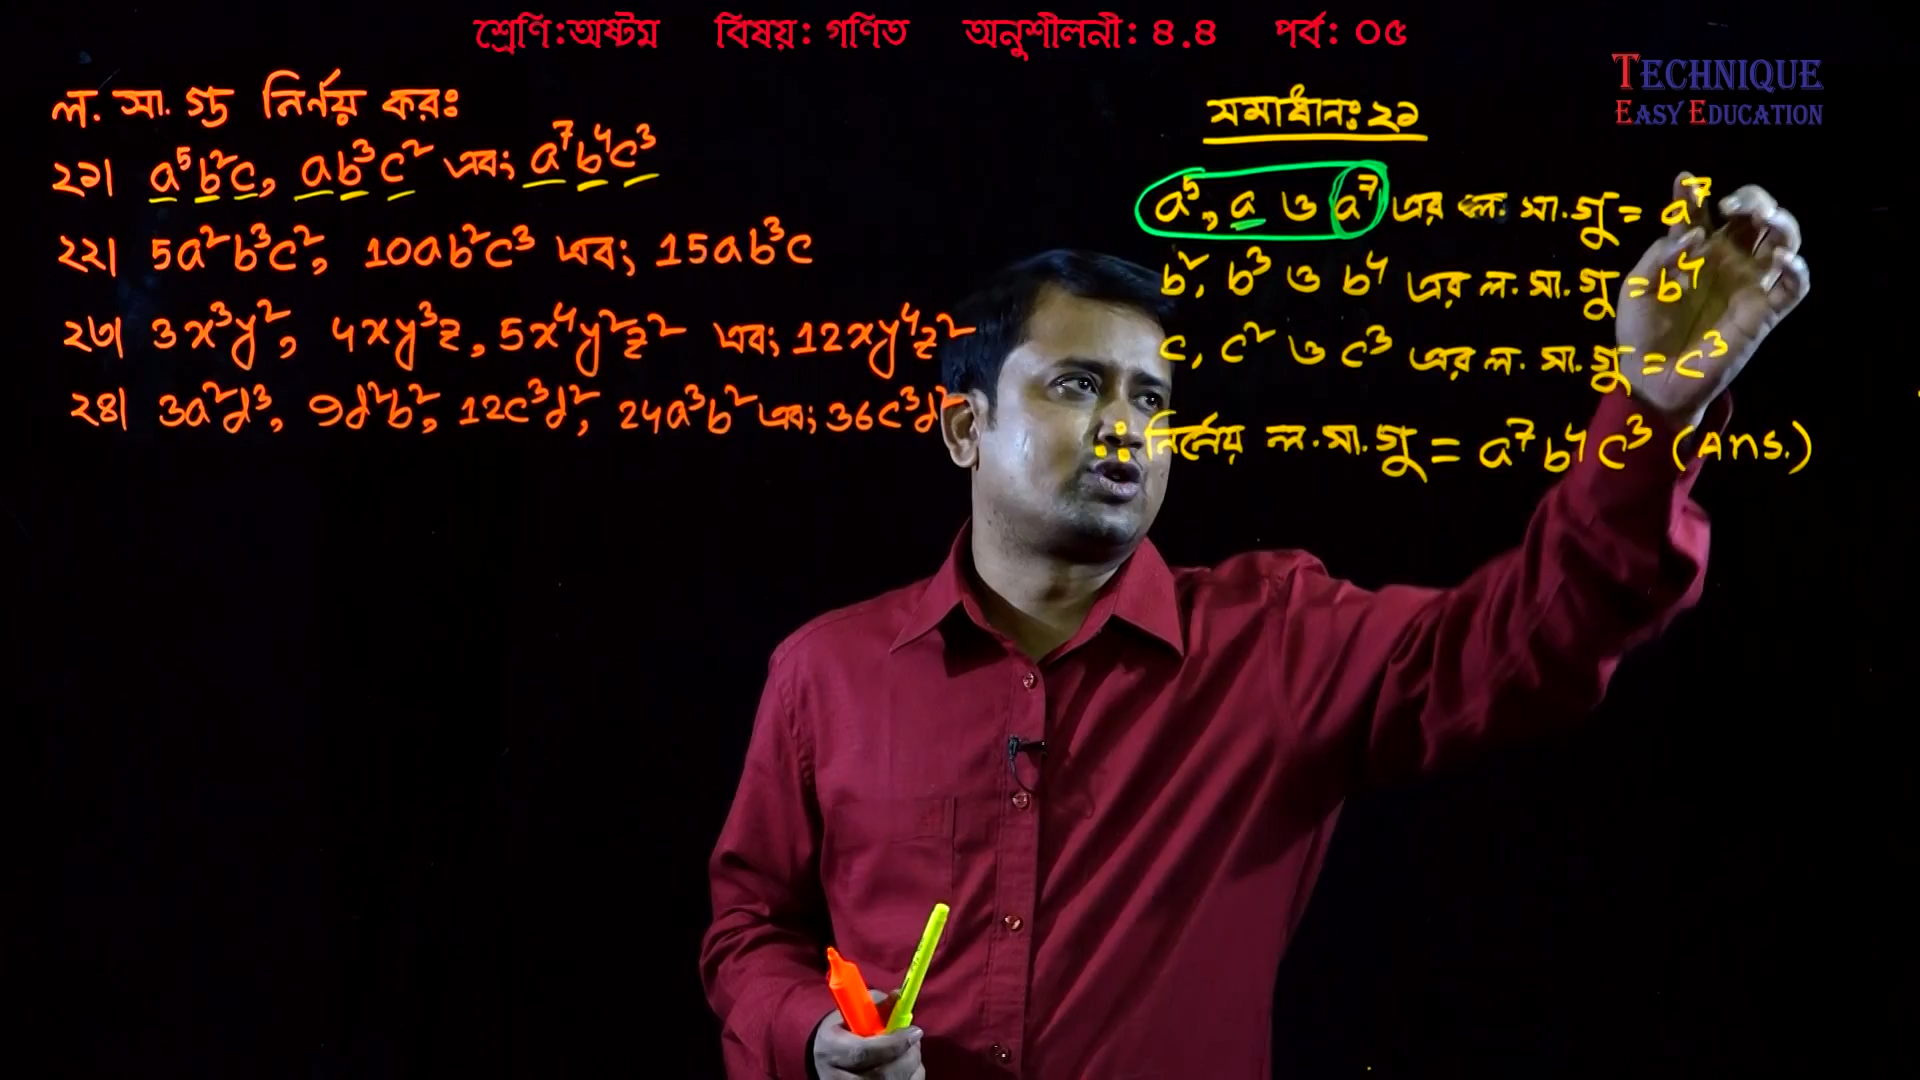 শ্রেণি:অষ্টম বিষয়: গণিত অনুশীলনী: ৪.৪ পর্ব: ০৫
TECHNIQUE
EASY EDUCATION
ল. সা. গু নির্ণয় করঃ
২১। a⁵b²c, ab³c² এবং a⁷b⁴c³
২২। 5a²b³c², 10ab²c³ এবং 15ab³c
২৩। 3x³y², 4xy³z, 5x⁴y²z² এবং 12xy⁴z²
২৪। 3a²d³, 9d²b², 12c³d², 24a³b² এবং 36c³d²
সমাধানঃ ২১
a⁵, a ও a⁷ এর ল. সা. গু = a⁷
b², b³ ও b⁴ এর ল. সা. গু = b⁴
c, c² ও c³ এর ল. সা. গু = c³
∴ নির্ণেয় ল. সা. গু = a⁷b⁴c³ (Ans.)